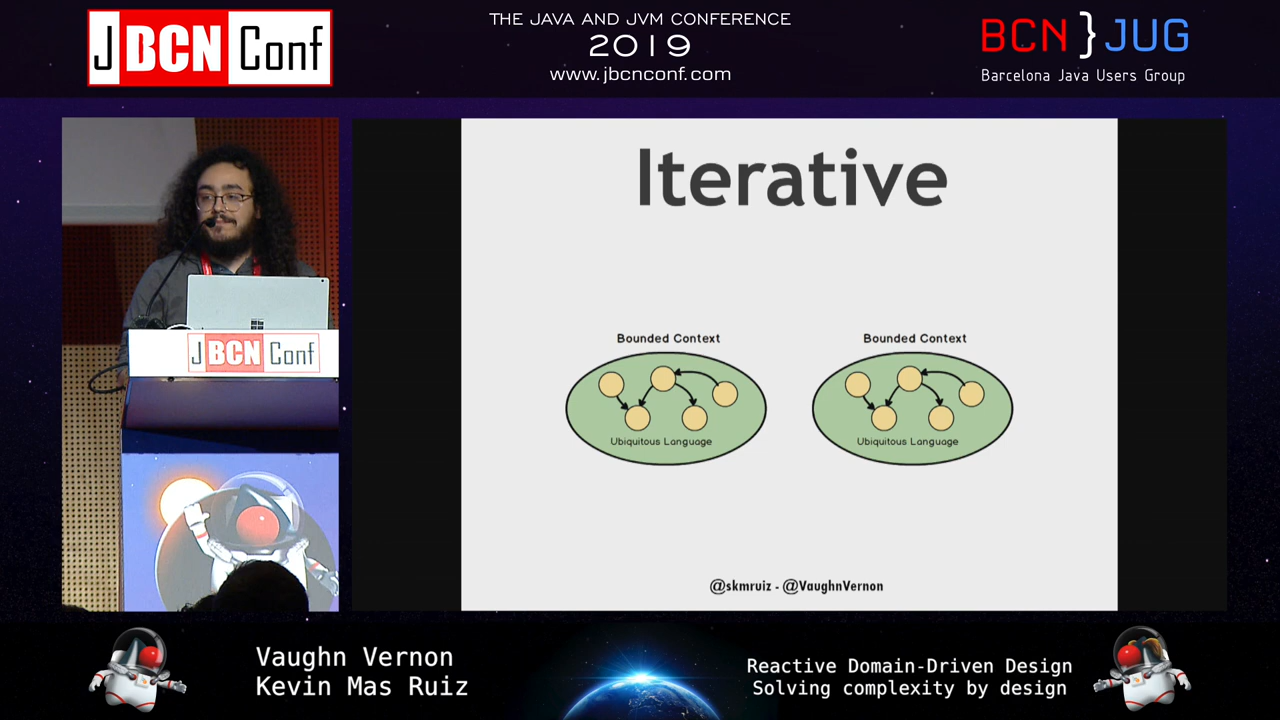 J BCN Conf
THE JAVA AND JVM CONFERENCE
2019
www.jbcnconf.com
BCN } JUG
Barcelona Java Users Group
Iterative
Bounded Context
Bounded Context
Ubiquitous Language
Ubiquitous Language
@skmruiz - @VaughnVernon
J BCN Conf
Vaughn Vernon
Kevin Mas Ruiz
Reactive Domain-Driven Design
Solving complexity by design